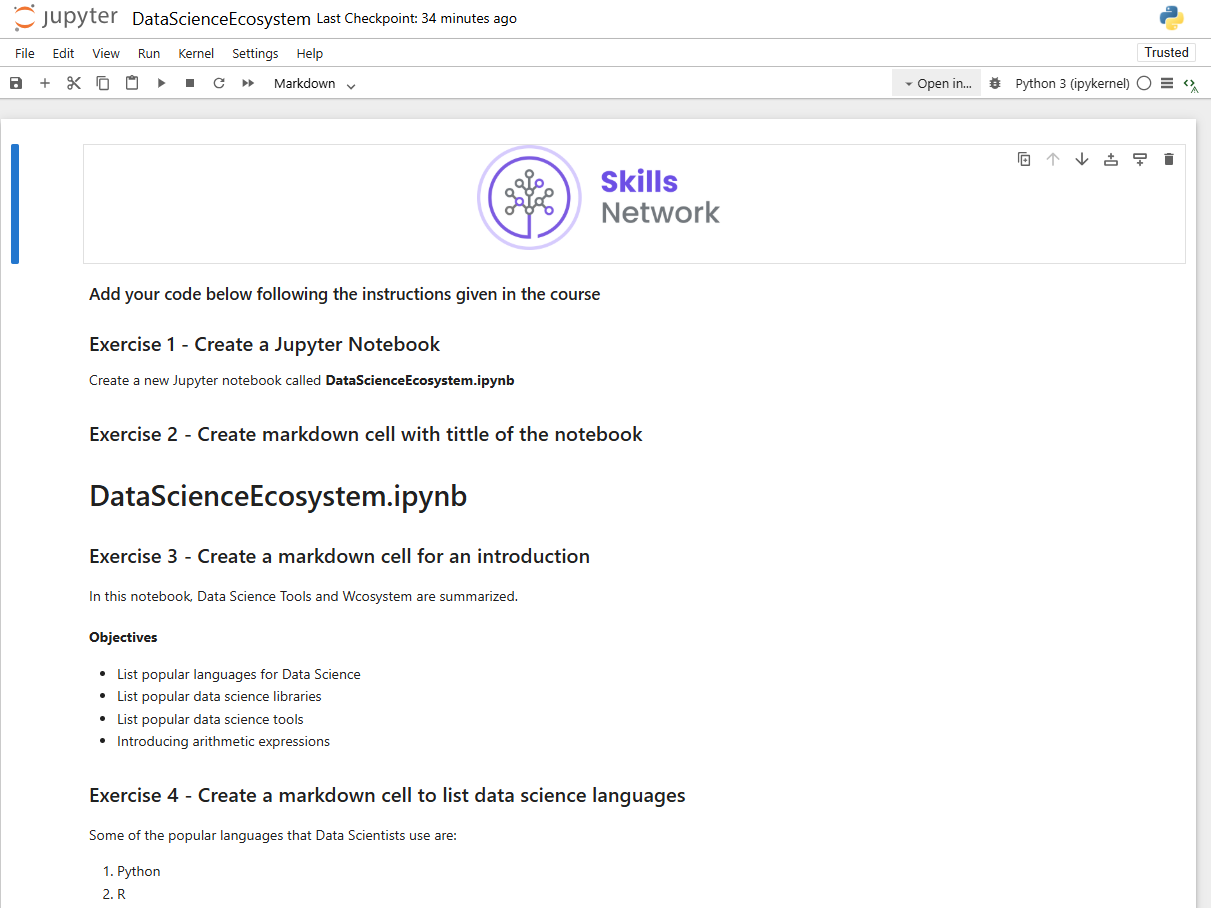 jupyter DataScienceEcosystem Last Checkpoint: 34 minutes ago
File Edit View Run Kernel Settings Help Trusted
Markdown Open in... Python 3 (ipykernel)
Skills
Network
Add your code below following the instructions given in the course
Exercise 1 - Create a Jupyter Notebook
Create a new Jupyter notebook called DataScienceEcosystem.ipynb
Exercise 2 - Create markdown cell with tittle of the notebook
DataScienceEcosystem.ipynb
Exercise 3 - Create a markdown cell for an introduction
In this notebook, Data Science Tools and Wcosystem are summarized.
Objectives
• List popular languages for Data Science
• List popular data science libraries
• List popular data science tools
• Introducing arithmetic expressions
Exercise 4 - Create a markdown cell to list data science languages
Some of the popular languages that Data Scientists use are:
1. Python
2. R